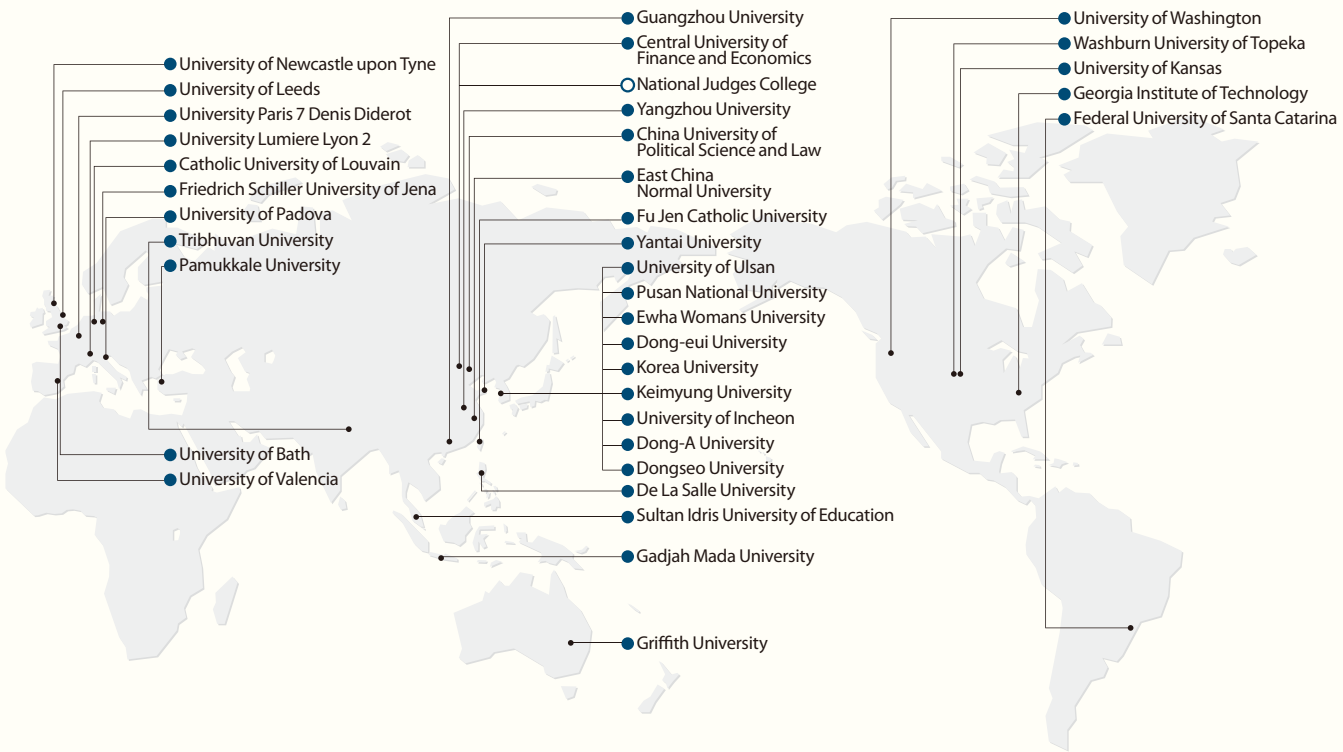 University of Newcastle upon Tyne
University of Leeds
University Paris 7 Denis Diderot
University Lumiere Lyon 2
Catholic University of Louvain
Friedrich Schiller University of Jena
University of Padova
Tribhuvan University
Pamukkale University
University of Bath
University of Valencia
Guangzhou University
Central University of
Finance and Economics
National Judges College
Yangzhou University
China University of
Political Science and Law
East China
Normal University
Fu Jen Catholic University
Yantai University
University of Ulsan
Pusan National University
Ewha Womans University
Dong-eui University
Korea University
Keimyung University
University of Incheon
Dong-A University
Dongseo University
De La Salle University
Sultan Idris University of Education
Gadjah Mada University
Griffith University
University of Washington
Washburn University of Topeka
University of Kansas
Georgia Institute of Technology
Federal University of Santa Catarina